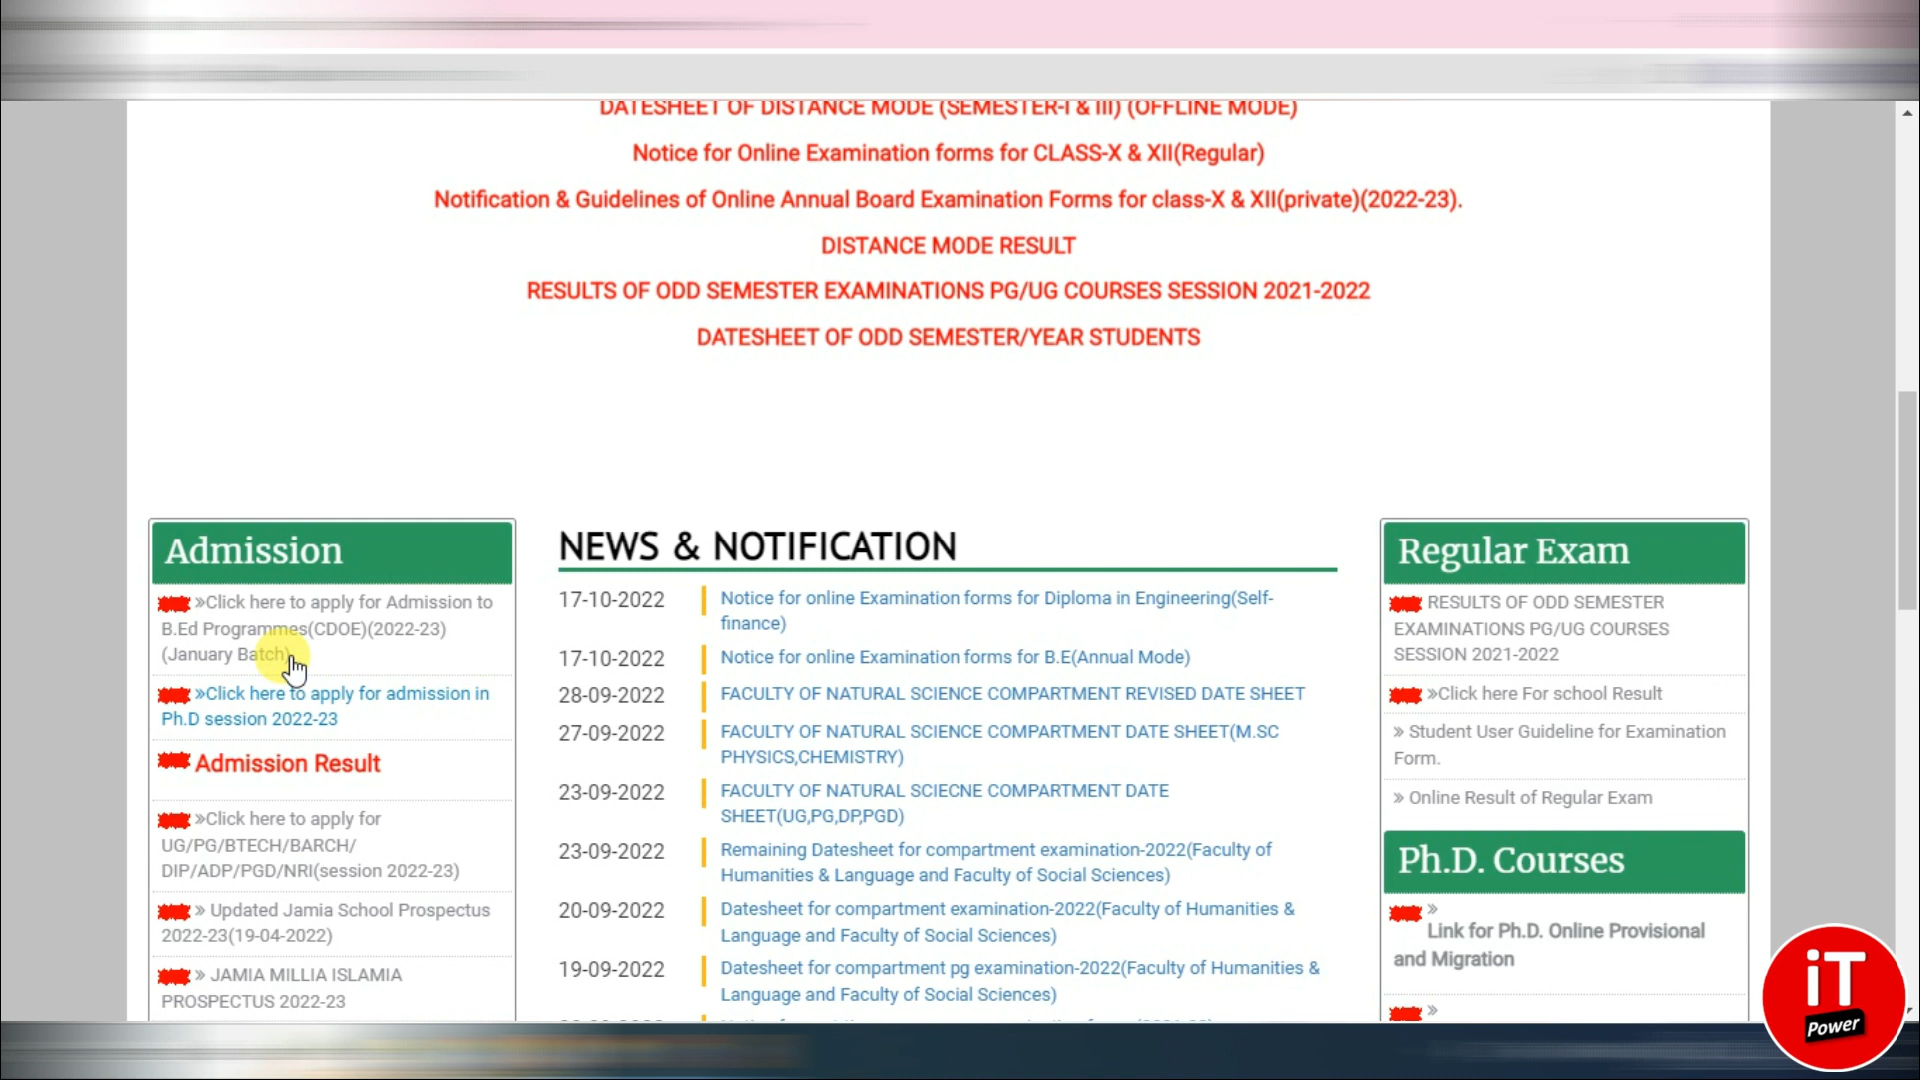 DATESHEET OF DISTANCE MODE (SEMESTER-I & III) (OFFLINE MODE)
Notice for Online Examination forms for CLASS-X & XII(Regular)
Notification & Guidelines of Online Annual Board Examination Forms for class-X & XII(private)(2022-23).
DISTANCE MODE RESULT
RESULTS OF ODD SEMESTER EXAMINATIONS PG/UG COURSES SESSION 2021-2022
DATESHEET OF ODD SEMESTER/YEAR STUDENTS
Admission
»Click here to apply for Admission to
B.Ed Programmes(CDOE)(2022-23)
(January Batch)
»Click here to apply for admission in
Ph.D session 2022-23
Admission Result
»Click here to apply for
UG/PG/BTECH/BARCH/
DIP/ADP/PGD/NRI(session 2022-23)
» Updated Jamia School Prospectus
2022-23(19-04-2022)
» JAMIA MILLIA ISLAMIA
PROSPECTUS 2022-23
NEWS & NOTIFICATION
17-10-2022 Notice for online Examination forms for Diploma in Engineering(Self-
finance)
17-10-2022 Notice for online Examination forms for B.E(Annual Mode)
28-09-2022 FACULTY OF NATURAL SCIENCE COMPARTMENT REVISED DATE SHEET
27-09-2022 FACULTY OF NATURAL SCIENCE COMPARTMENT DATE SHEET(M.SC
PHYSICS,CHEMISTRY)
23-09-2022 FACULTY OF NATURAL SCIECNE COMPARTMENT DATE
SHEET(UG,PG,DP,PGD)
23-09-2022 Remaining Datesheet for compartment examination-2022(Faculty of
Humanities & Language and Faculty of Social Sciences)
20-09-2022 Datesheet for compartment examination-2022(Faculty of Humanities &
Language and Faculty of Social Sciences)
19-09-2022 Datesheet for compartment pg examination-2022(Faculty of Humanities &
Language and Faculty of Social Sciences)
Regular Exam
RESULTS OF ODD SEMESTER
EXAMINATIONS PG/UG COURSES
SESSION 2021-2022
»Click here For school Result
» Student User Guideline for Examination
Form.
» Online Result of Regular Exam
Ph.D. Courses
»
Link for Ph.D. Online Provisional
and Migration
»
iT
Power